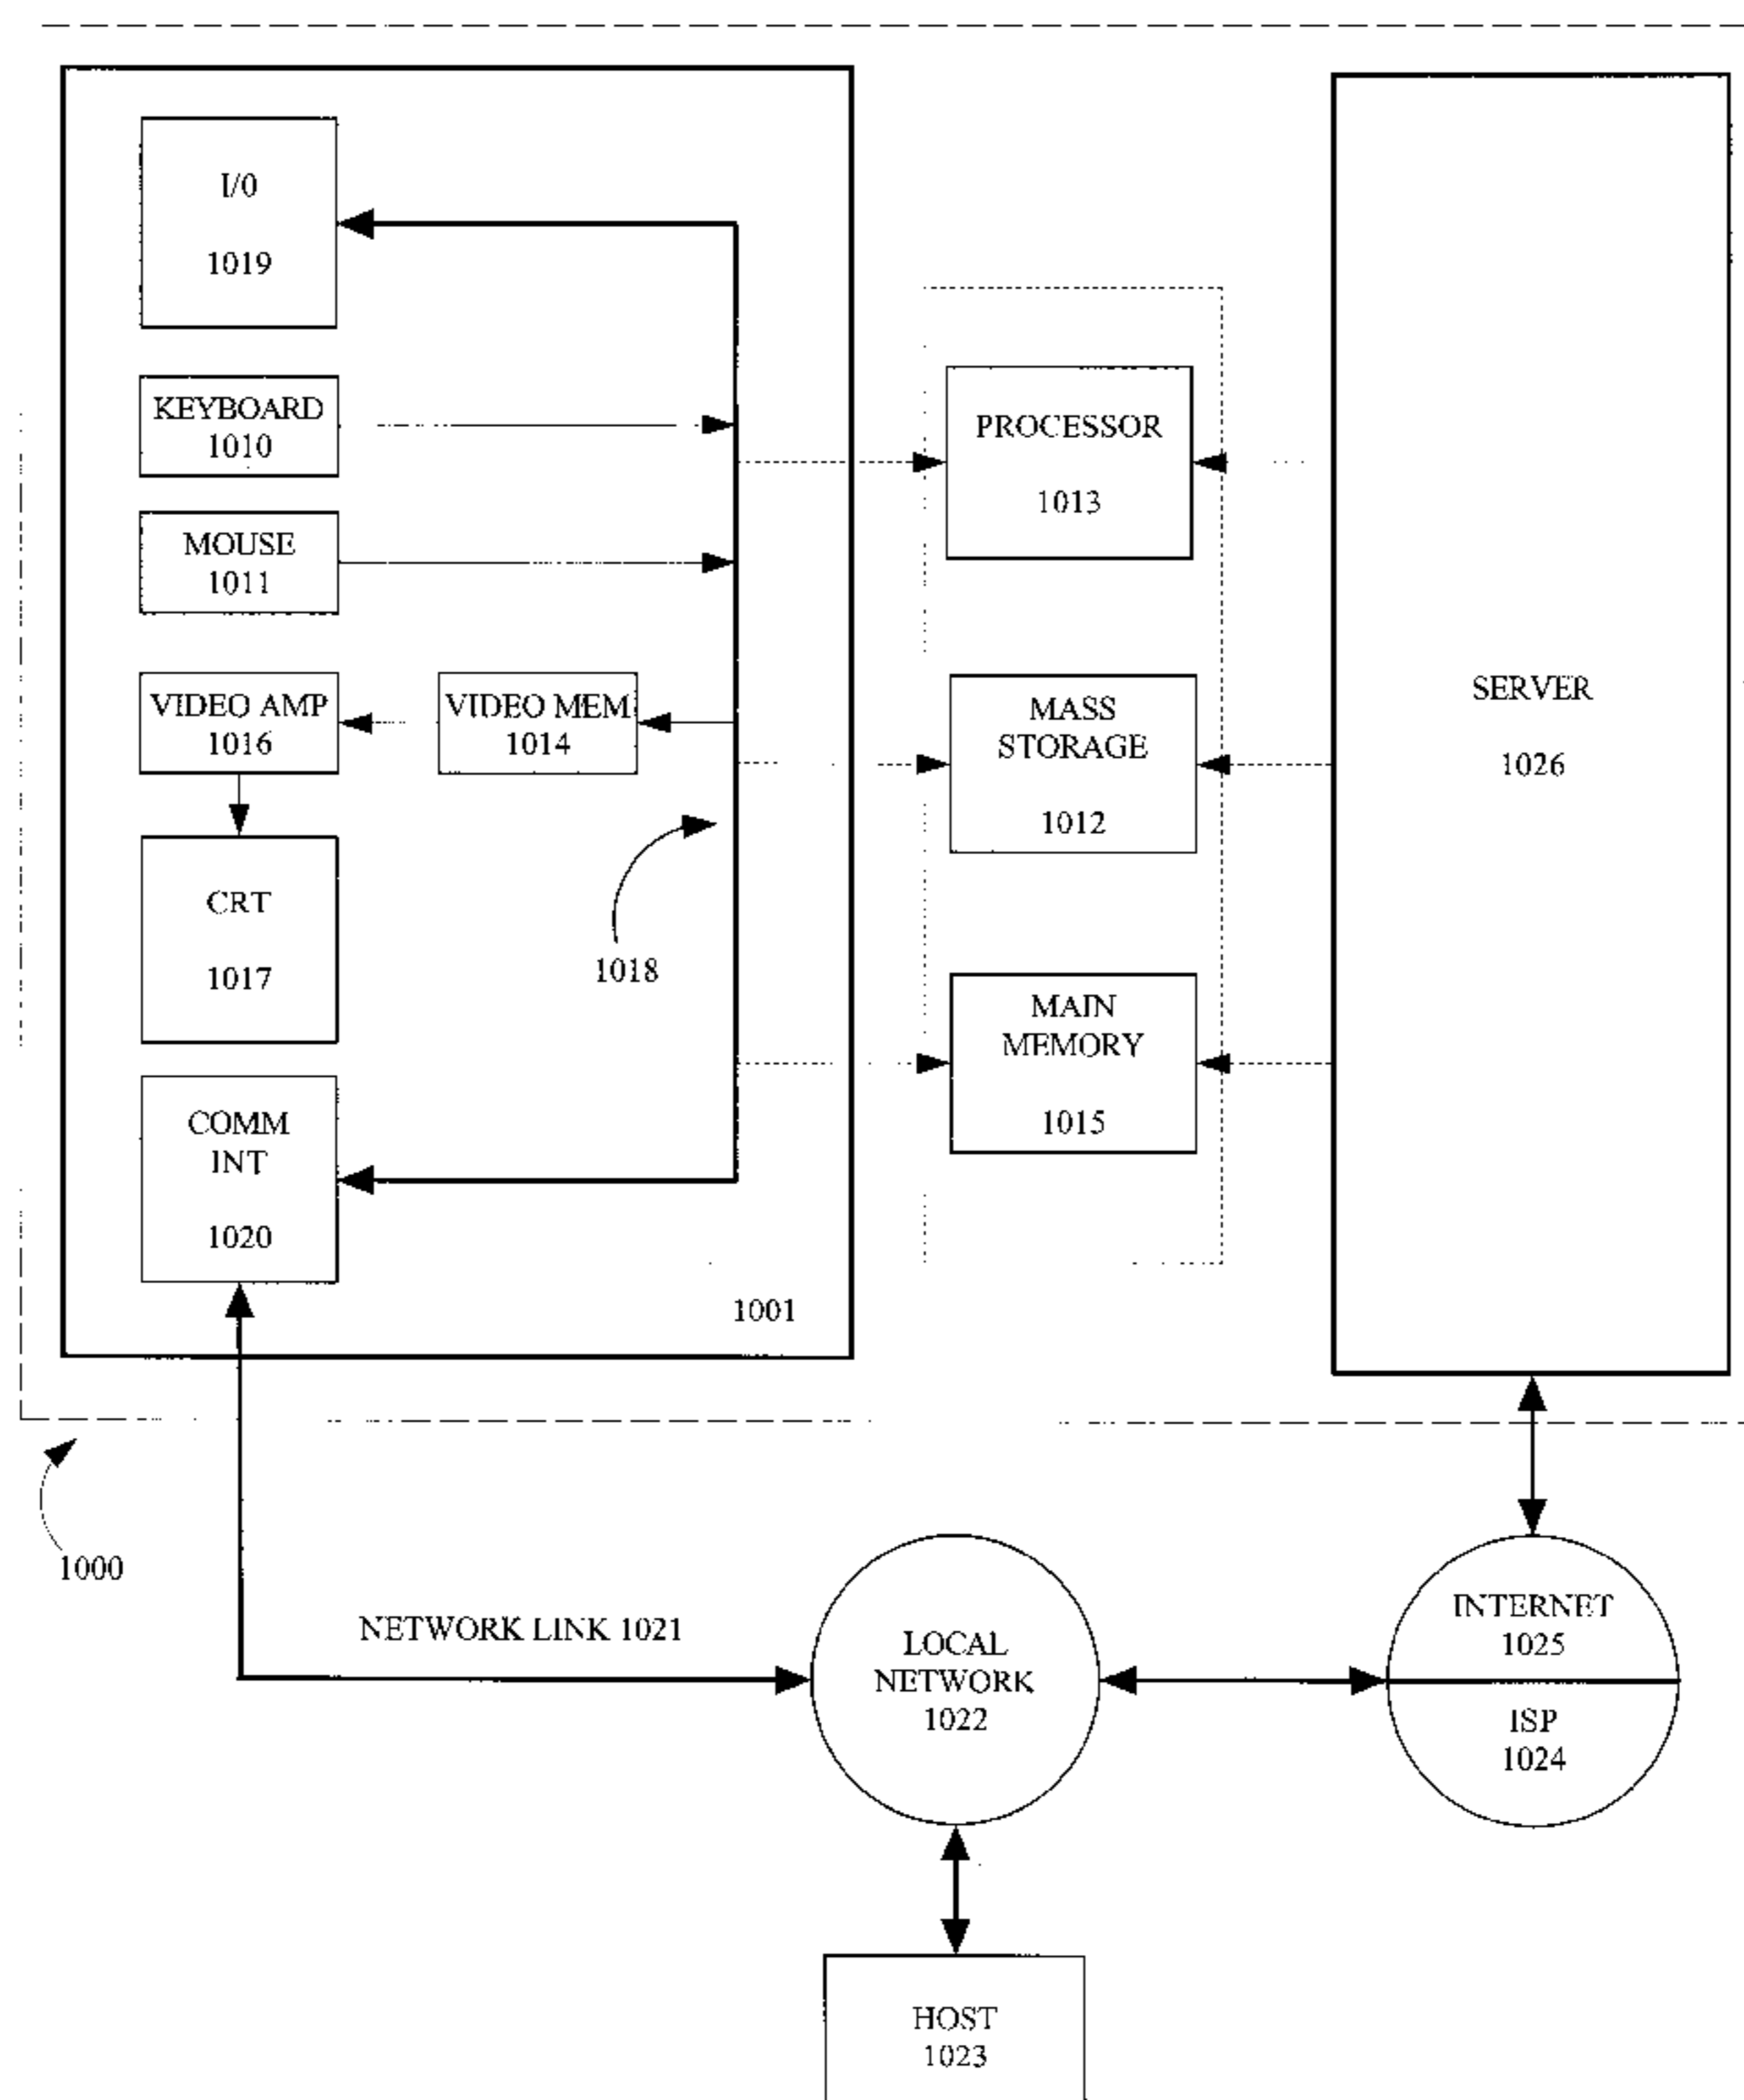 I/0
1019
KEYBOARD
1010
MOUSE
1011
VIDEO AMP
1016
VIDEO MEM
1014
CRT
1017
1018
COMM
INT
1020
1001
PROCESSOR
1013
MASS
STORAGE
1012
MAIN
MEMORY
1015
SERVER
1026
1000
NETWORK LINK 1021
LOCAL
NETWORK
1022
INTERNET
1025
ISP
1024
HOST
1023